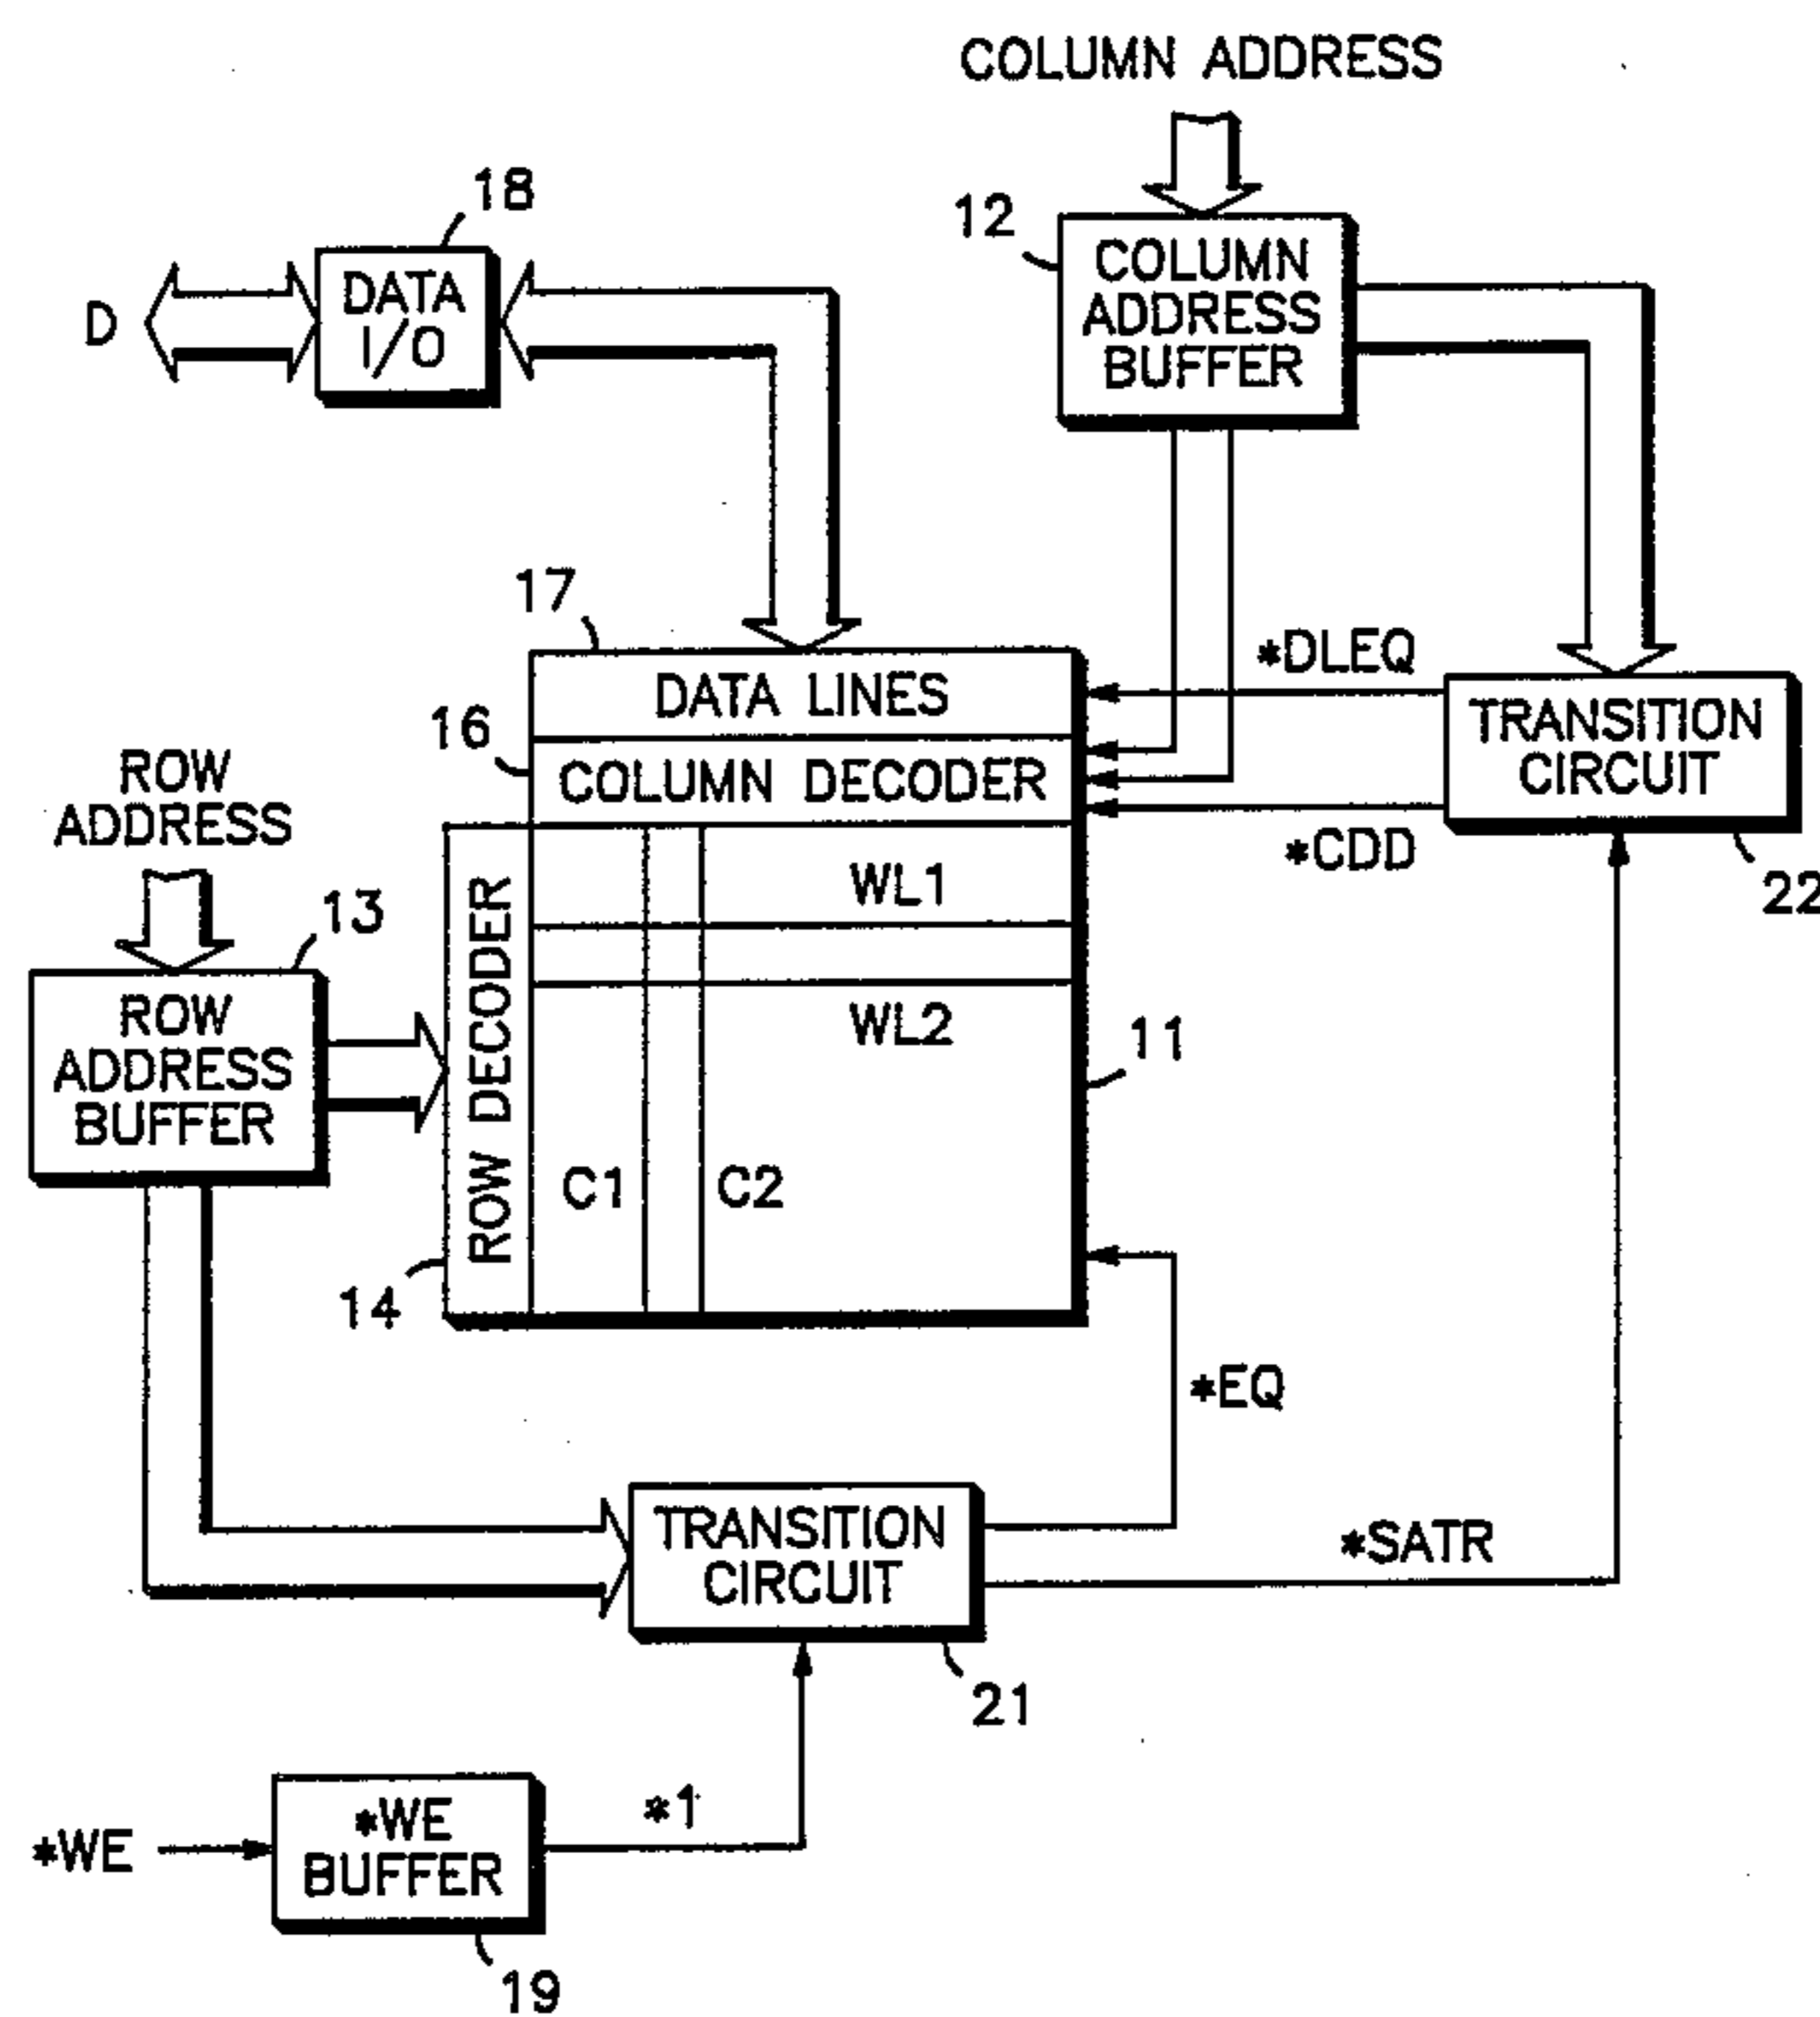 COLUMN ADDRESS
18
12
COLUMN
ADDRESS
BUFFER
D
DATA
I/O
17
*DLEQ
DATA LINES
16
TRANSITION
CIRCUIT
COLUMN DECODER
ROW
ADDRESS
*CDD
22
WL1
13
ROW DECODER
ROW
ADDRESS
BUFFER
WL2
11
C1
C2
14
*EQ
TRANSITION
CIRCUIT
*SATR
21
*1
*WE
*WE
BUFFER
19